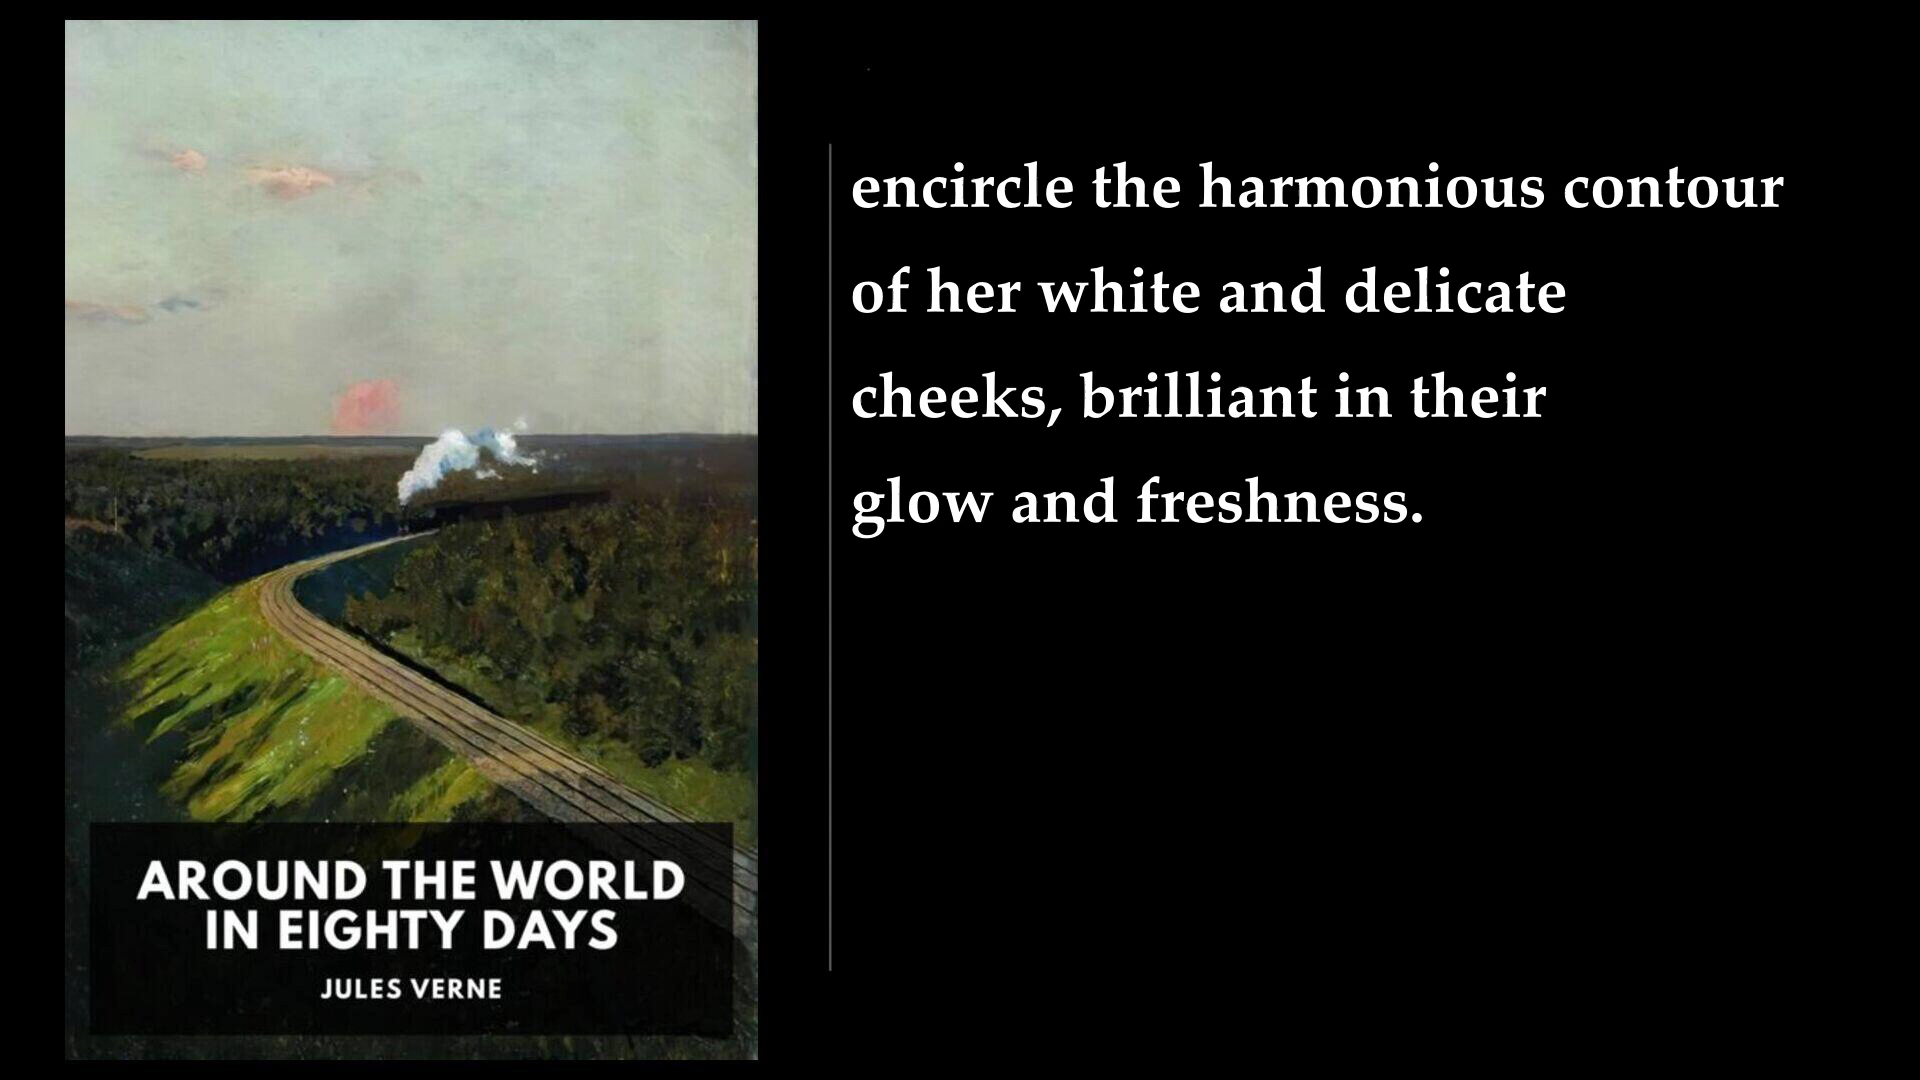 encircle the harmonious contour
of her white and delicate
cheeks, brilliant in their
glow and freshness.
AROUND THE WORLD
IN EIGHTY DAYS
JULES VERNE